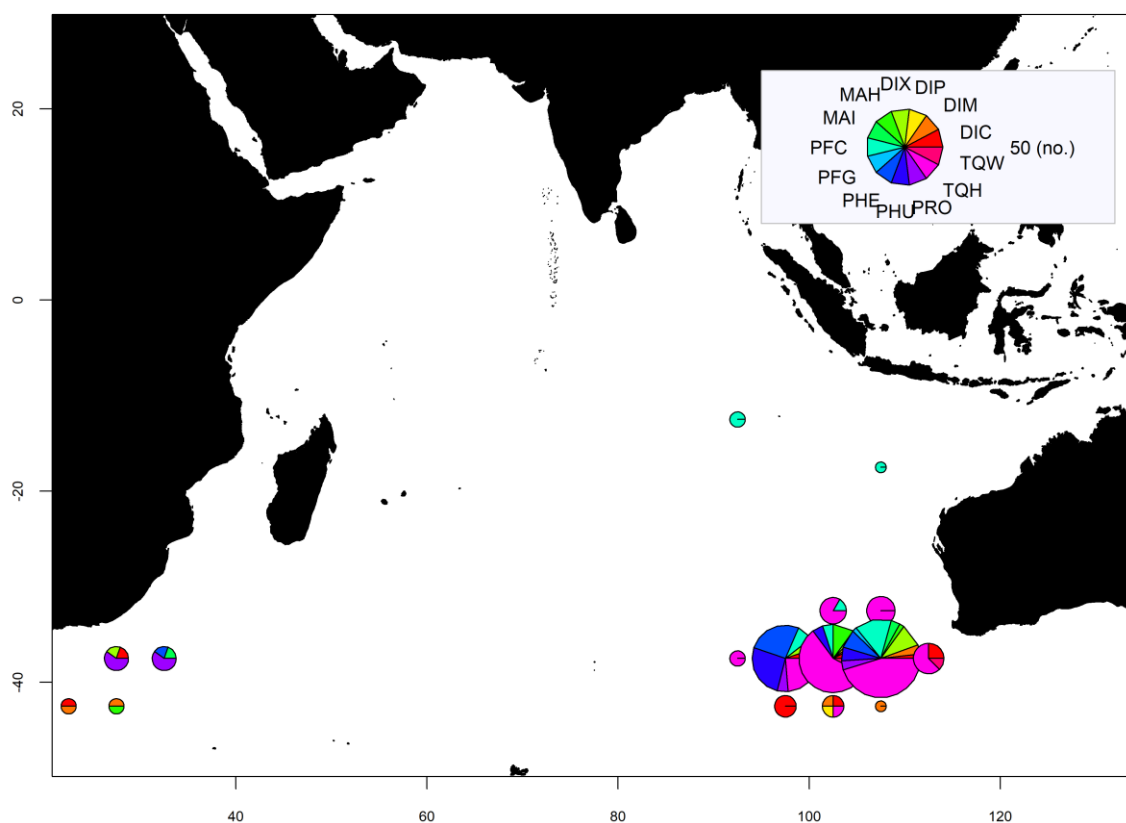 20
0
20
40
DIX DIP
MAH DIM
MAI DIC
PFC 50 (no.)
PFG TQW
PHE TQH
PHU PRO
40 60 80 100 120